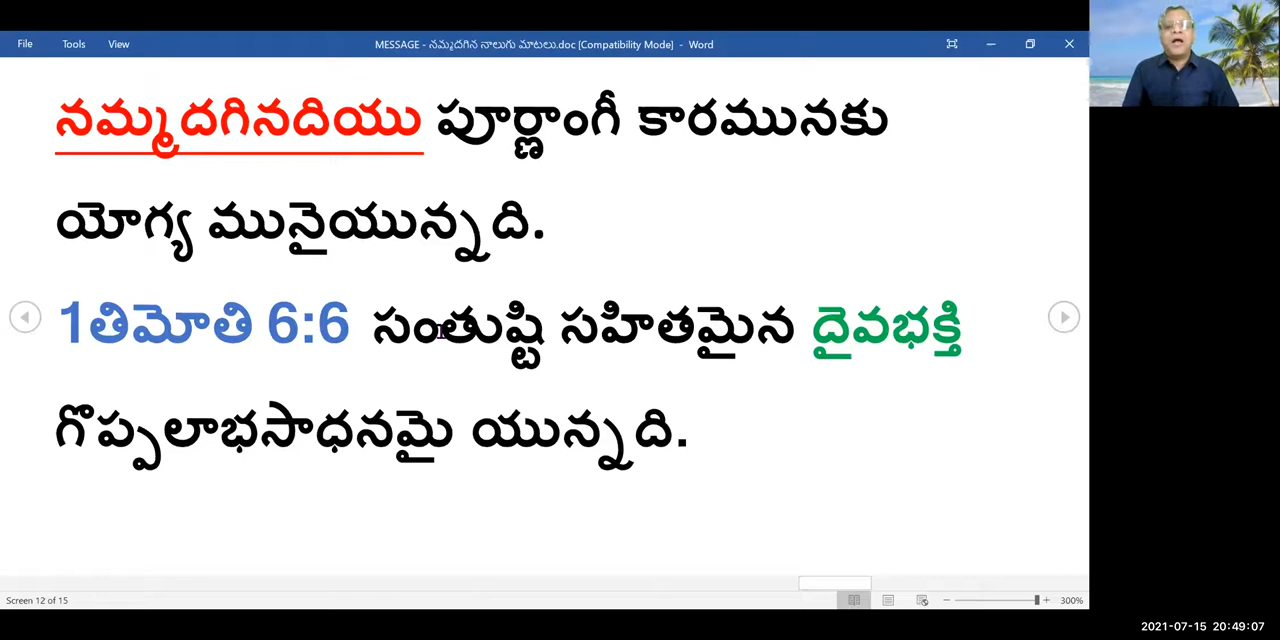 File Tools View MESSAGE - నమ్మదగిన నాలుగు మాటలు.doc [Compatibility Mode] - Word
నమ్మదగినదియు పూర్ణాంగీ కారమునకు
యోగ్య మునైయున్నది.
1తిమోతి 6:6 సంతుష్టి సహితమైన దైవభక్తి
గొప్పలాభసాధనమై యున్నది.
Screen 12 of 15 300%
2021-07-15 20:49:07